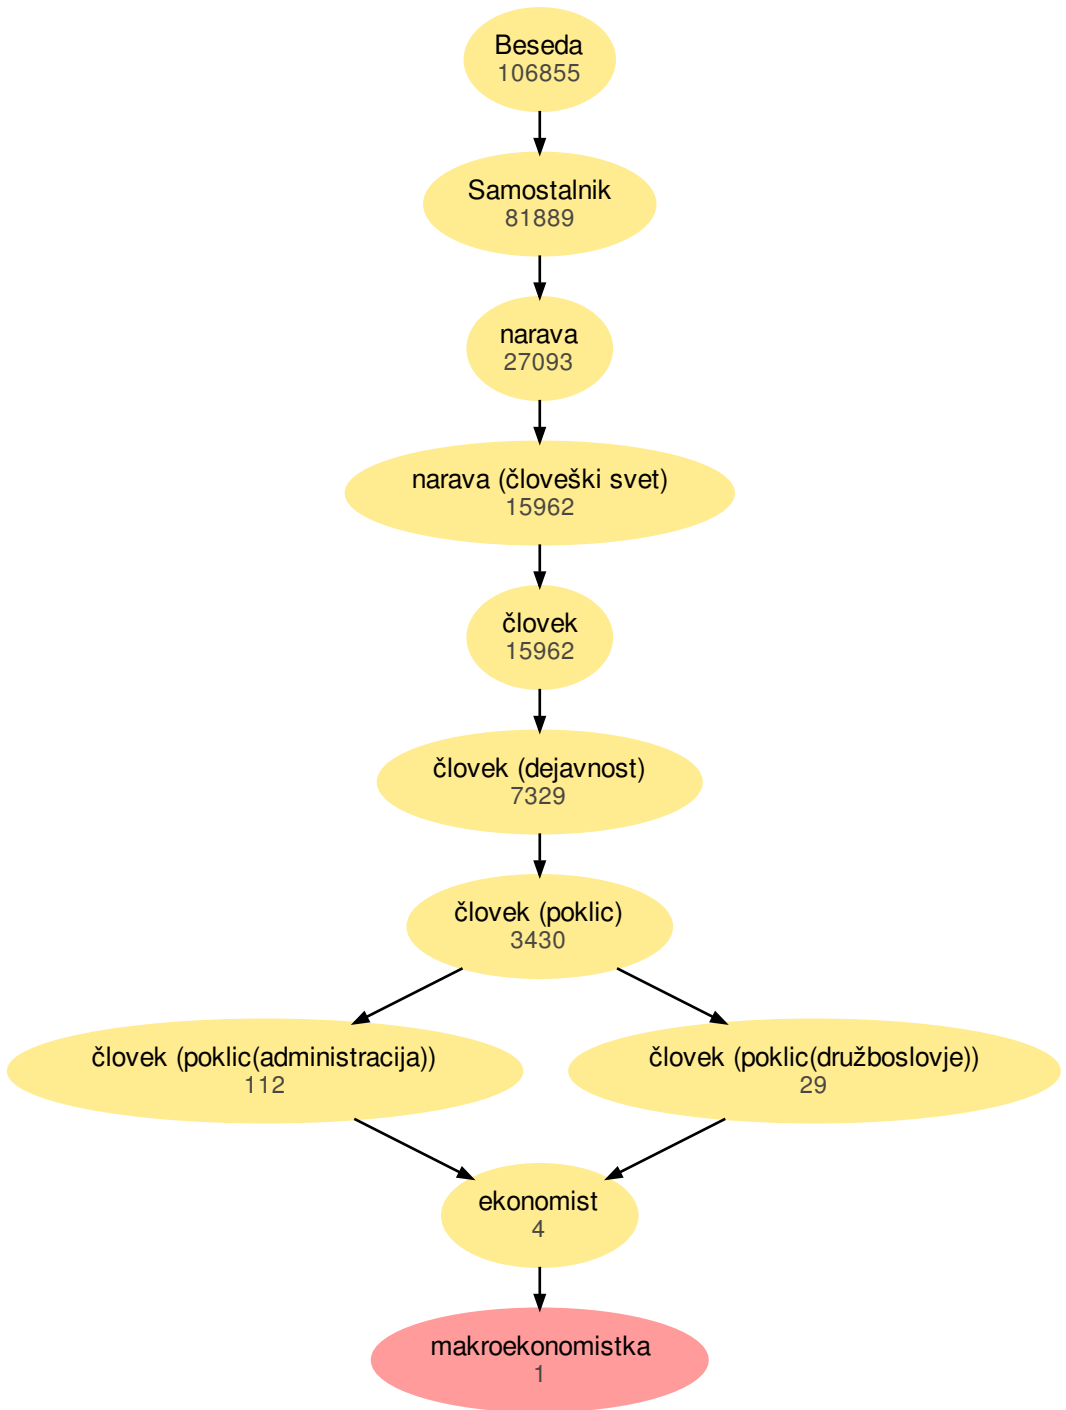 Beseda
106855
Samostalnik
81889
narava
27093
narava (človeški svet)
15962
človek
15962
človek (dejavnost)
7329
človek (poklic)
3430
človek (poklic(administracija))
112
človek (poklic(družboslovje))
29
ekonomist
4
makroekonomistka
1